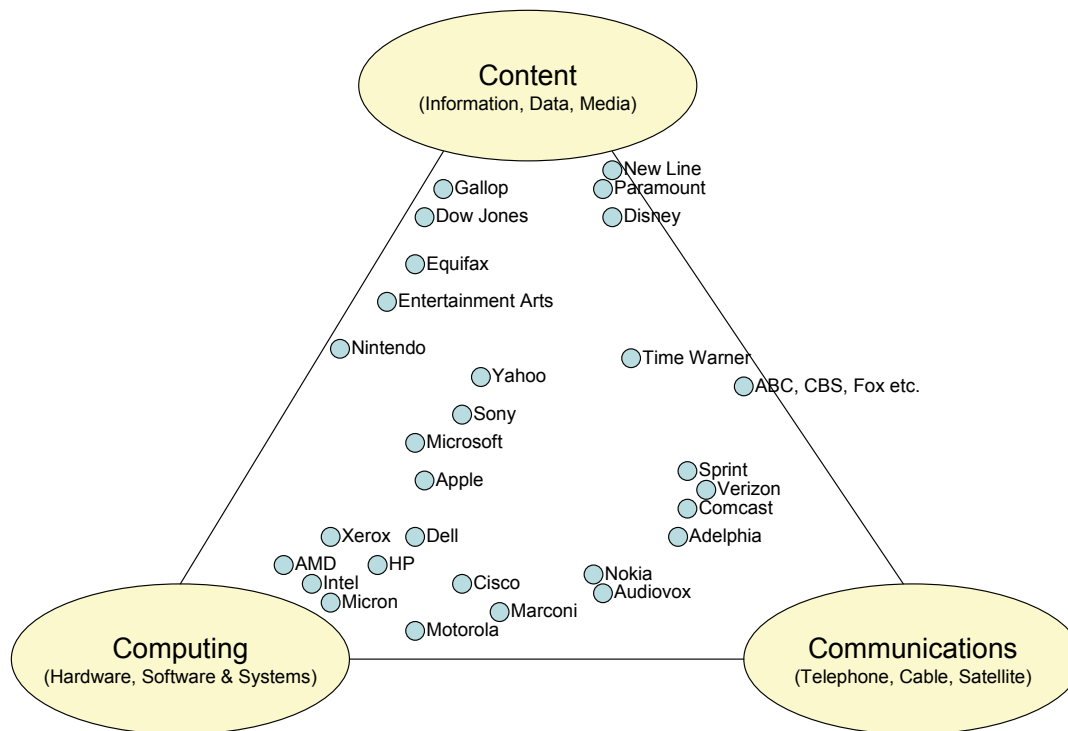 Content
(Information, Data, Media)
New Line
Gallop
Paramount
Dow Jones
Disney
Equifax
Entertainment Arts
Nintendo
Time Warner
Yahoo
ABC, CBS, Fox etc.
Sony
Microsoft
Sprint
Apple
Verizon
Comcast
Xerox
Dell
Adelphia
AMD
HP
Nokia
Intel
Cisco
Audiovox
Micron
Marconi
Motorola
Computing
(Hardware, Software & Systems)
Communications
(Telephone, Cable, Satellite)